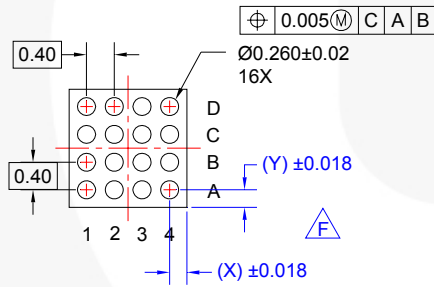 ⌖ 0.005Ⓜ C A B
0.40
Ø0.260±0.02
16X
D
C
B
A
0.40
(Y) ±0.018
F
1 2 3 4
(X) ±0.018